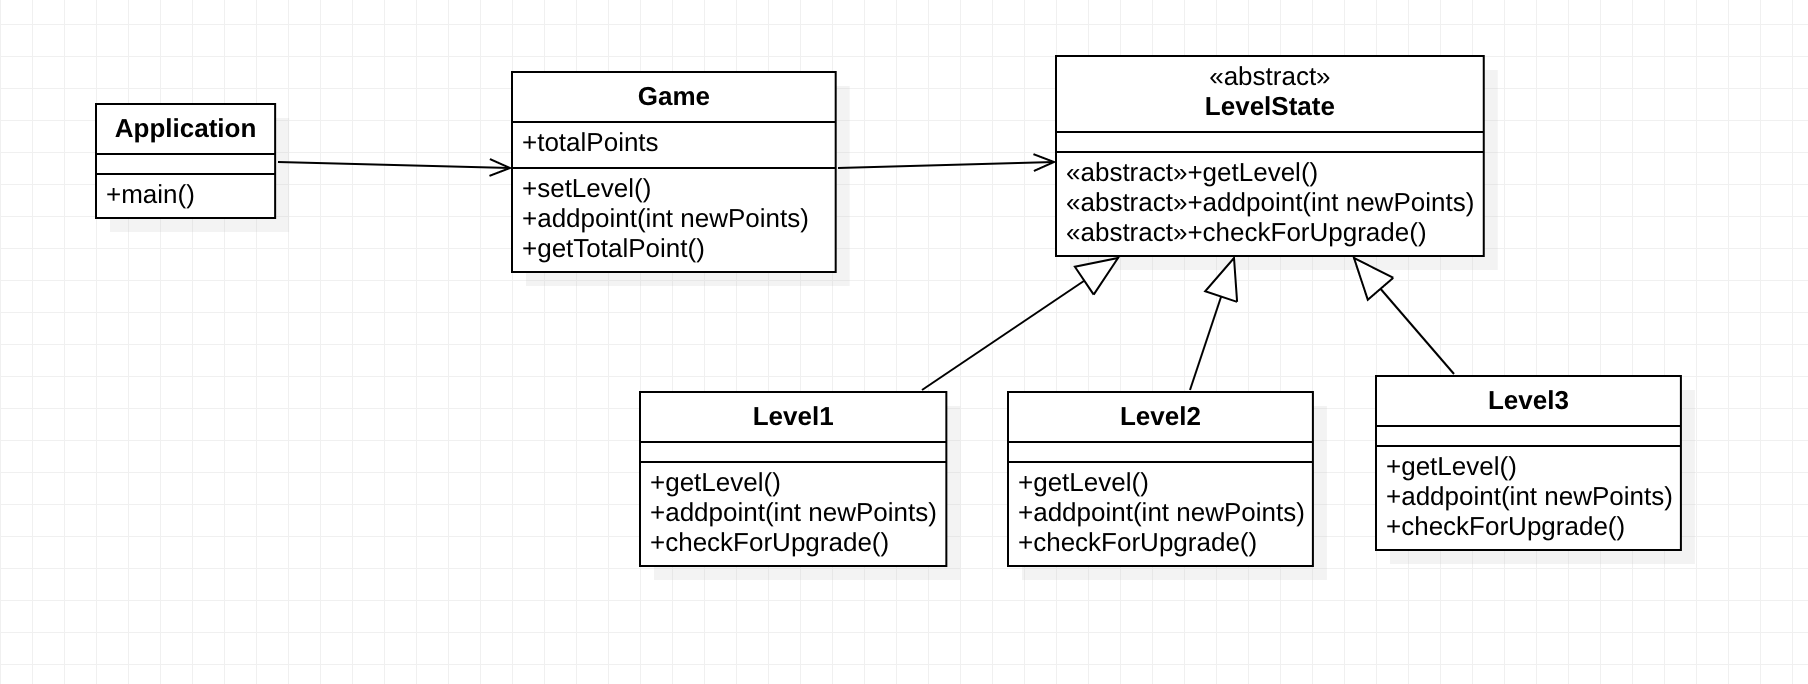 Application
+main()
Game
+totalPoints
+setLevel()
+addpoint(int newPoints)
+getTotalPoint()
«abstract»
LevelState
«abstract»+getLevel()
«abstract»+addpoint(int newPoints)
«abstract»+checkForUpgrade()
Level1
+getLevel()
+addpoint(int newPoints)
+checkForUpgrade()
Level2
+getLevel()
+addpoint(int newPoints)
+checkForUpgrade()
Level3
+getLevel()
+addpoint(int newPoints)
+checkForUpgrade()